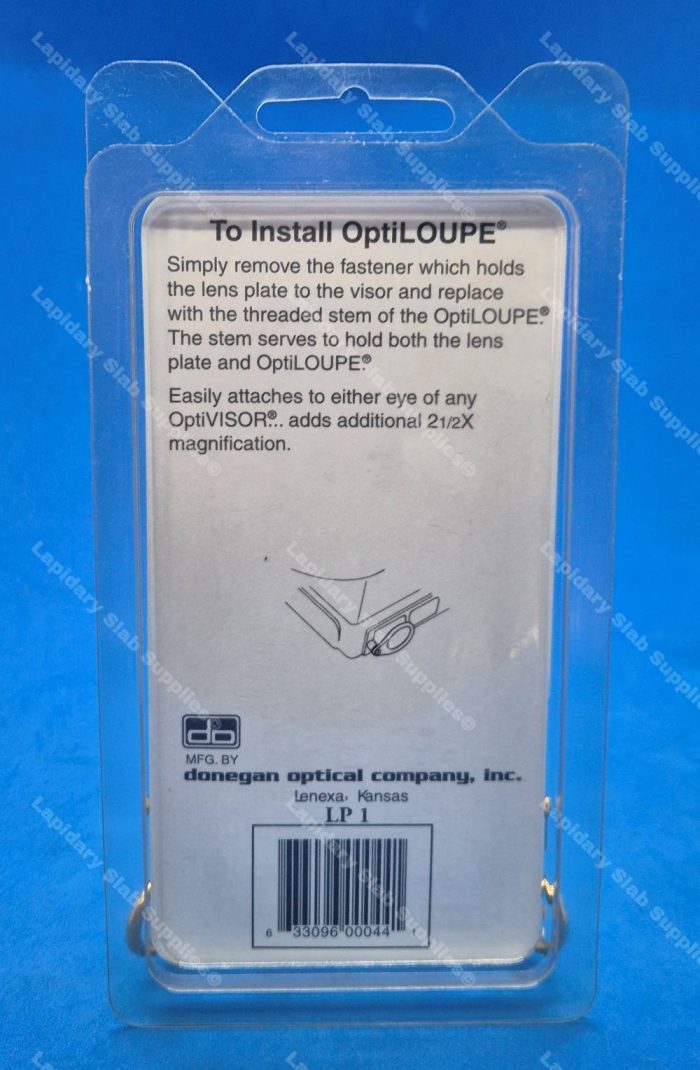 To Install OptiLOUPE®
Simply remove the fastener which holds
the lens plate to the visor and replace
with the threaded stem of the OptiLOUPE®.
The stem serves to hold both the lens
plate and OptiLOUPE®.
Easily attaches to either eye of any
OptiVISOR®... adds additional 21/2X
magnification.
do
MFG. BY
donegan optical company, inc.
Lenexa, Kansas
LP 1
6 33096 00044 1
Lapidary Slab Supplies©